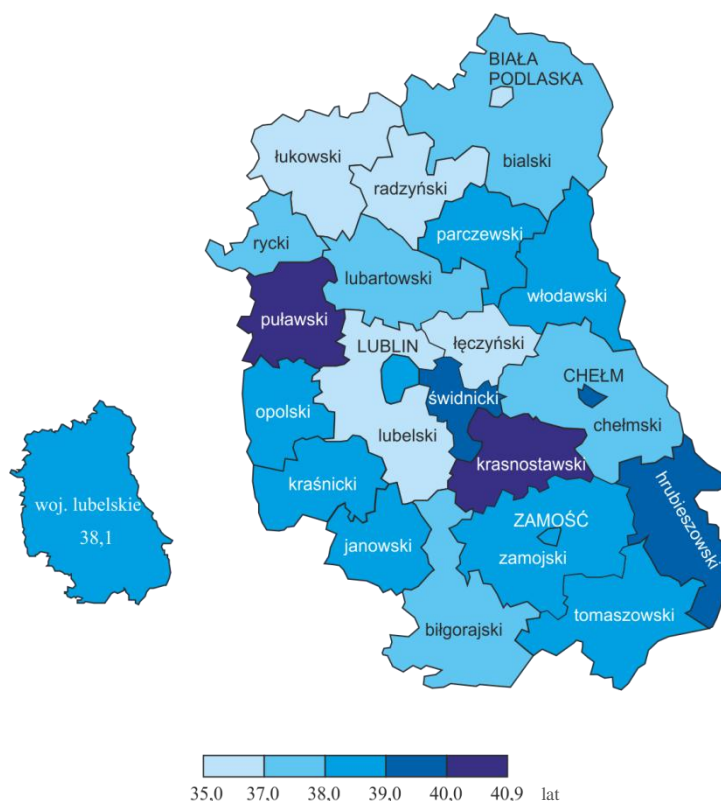 BIAŁA
PODLASKA
łukowski
bialski
radzyński
parczewski
rycki
lubartowski
włodawski
puławski
LUBLIN
łęczyński
CHEŁM
świdnicki
opolski
chełmski
lubelski
krasnostawski
kraśnicki
hrubieszowski
woj. lubelskie
38,1
ZAMOŚĆ
janowski
zamojski
tomaszowski
biłgorajski
35,0 37,0 38,0 39,0 40,0 40,9 lat